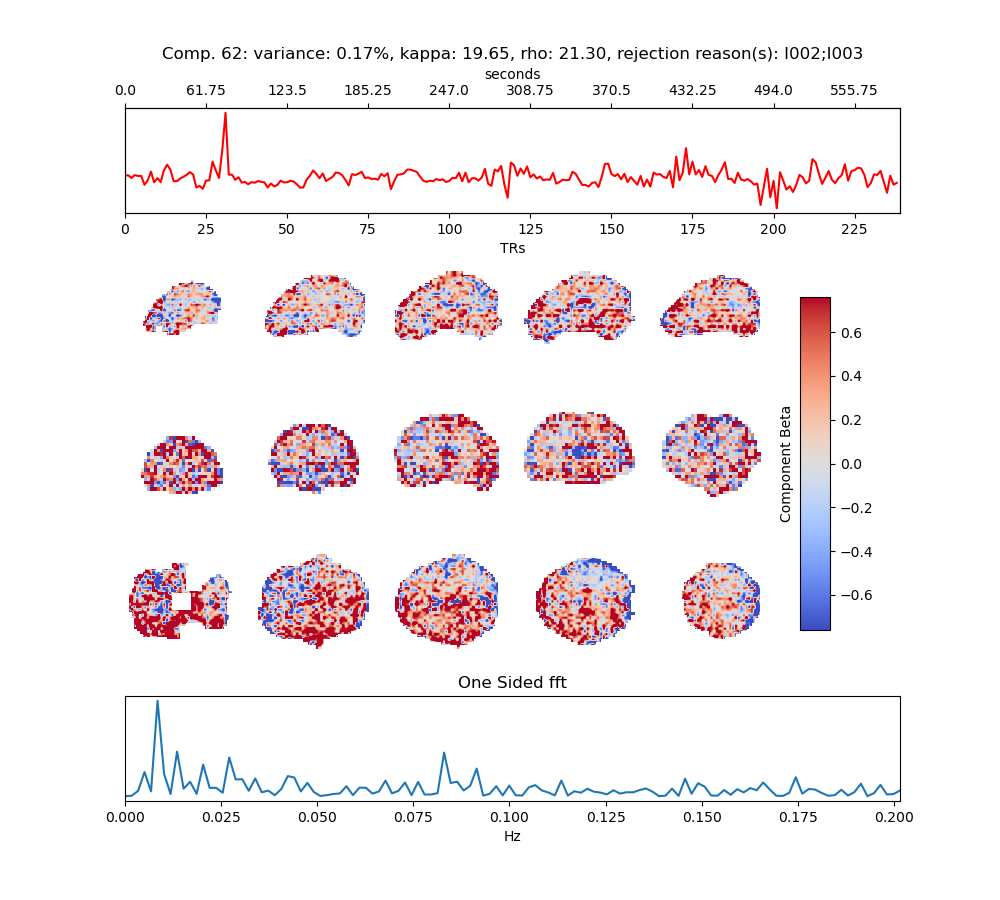 Comp. 62: variance: 0.17%, kappa: 19.65, rho: 21.30, rejection reason(s): I002;I003
seconds
0.0 61.75 123.5 185.25 247.0 308.75 370.5 432.25 494.0 555.75
0 25 50 75 100 125 150 175 200 225
TRs
0.6
0.4
0.2
0.0
−0.2
−0.4
−0.6
Component Beta
One Sided fft
0.000 0.025 0.050 0.075 0.100 0.125 0.150 0.175 0.200
Hz